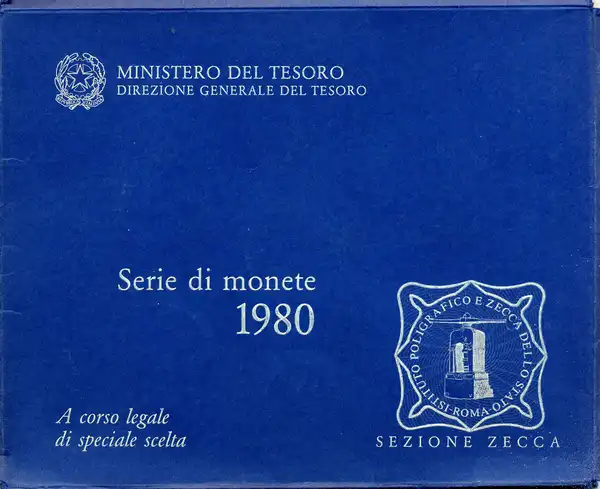 MINISTERO DEL TESORO
DIREZIONE GENERALE DEL TESORO
Serie di monete
1980
ISTITUTO POLIGRAFICO E ZECCA DELLO STATO·ROMA·
A corso legale
di speciale scelta
SEZIONE ZECCA